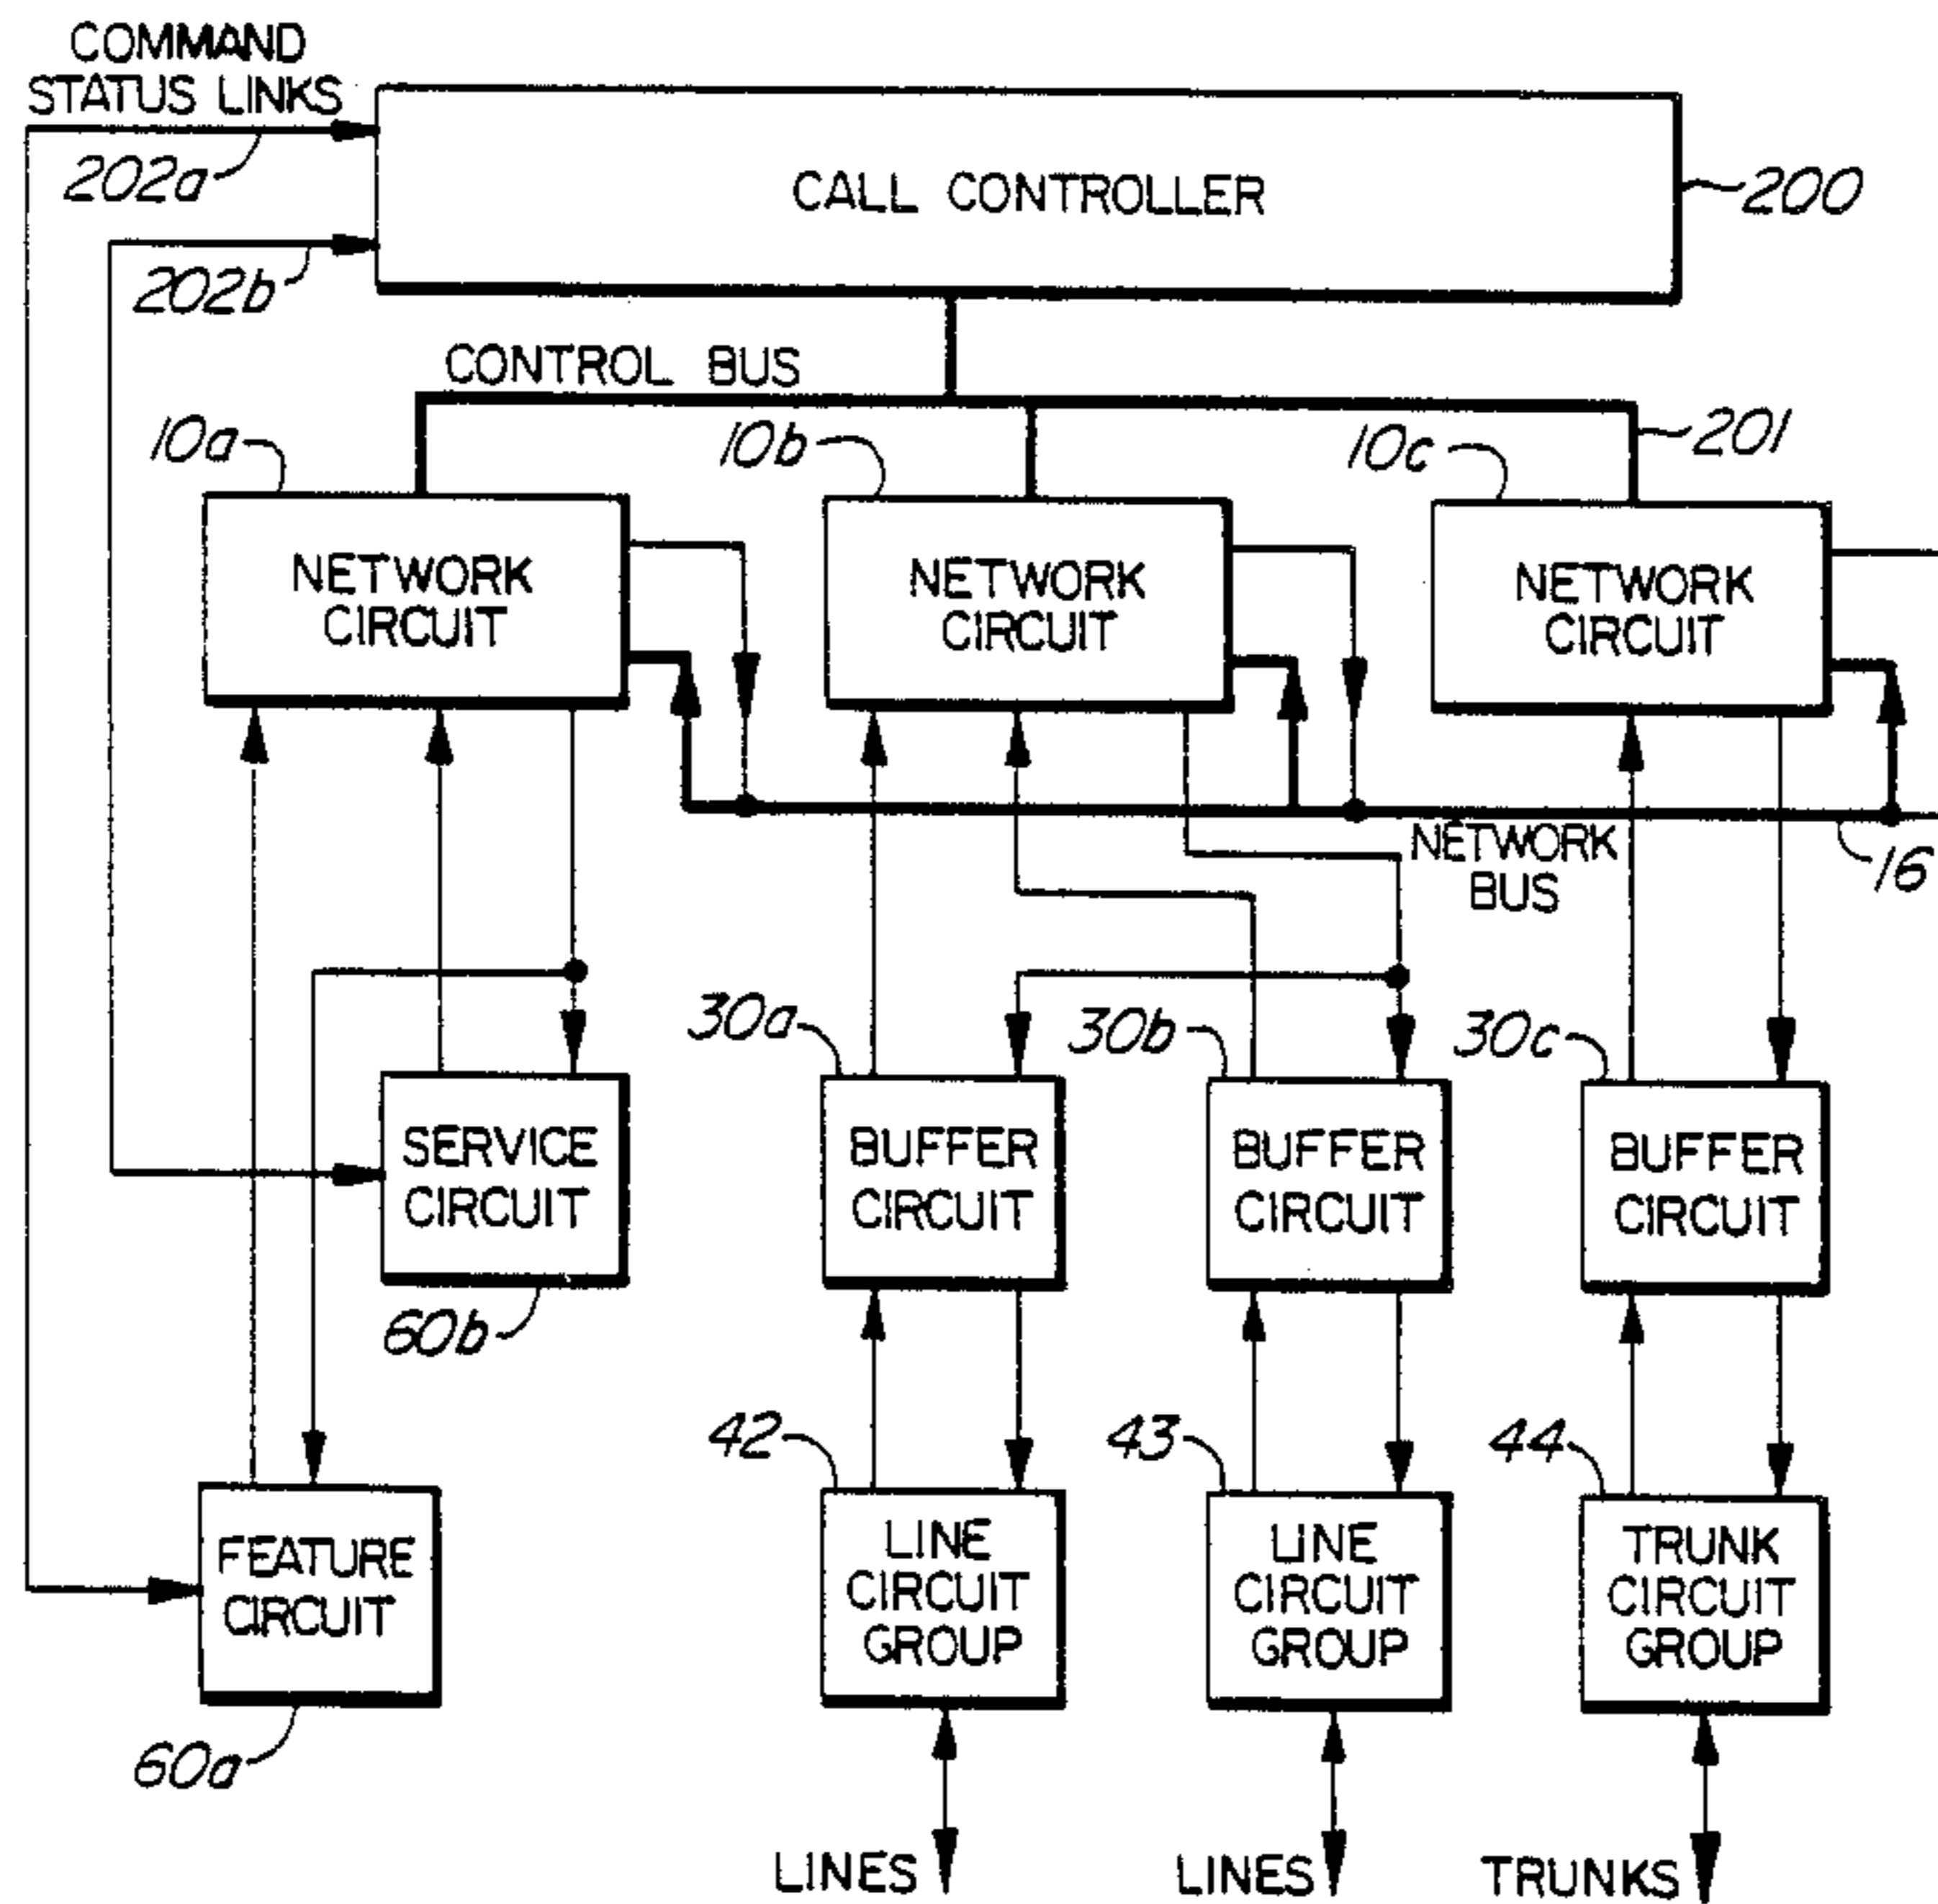 COMMAND
STATUS LINKS
202a
202b
CALL CONTROLLER
200
CONTROL BUS
201
10a
10b
10c
NETWORK
CIRCUIT
NETWORK
CIRCUIT
NETWORK
CIRCUIT
NETWORK
BUS
16
30a
30b
30c
SERVICE
CIRCUIT
60b
BUFFER
CIRCUIT
BUFFER
CIRCUIT
BUFFER
CIRCUIT
42
43
44
FEATURE
CIRCUIT
60a
LINE
CIRCUIT
GROUP
LINE
CIRCUIT
GROUP
TRUNK
CIRCUIT
GROUP
LINES
LINES
TRUNKS